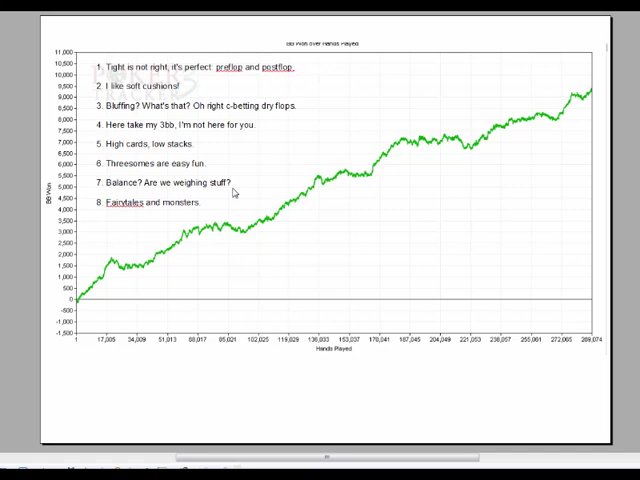 BB Won over Hands Played
11,000
10,500
10,000
9,500
9,000
8,500
8,000
7,500
7,000
6,500
6,000
5,500
5,000
4,500
4,000
3,500
3,000
2,500
2,000
1,500
1,000
500
0
-500
-1,000
-1,500
BB Won
POKER
TRACKER 3
1. Tight is not right, it's perfect: preflop and postflop.
2. I like soft cushions!
3. Bluffing? What's that? Oh right c-betting dry flops.
4. Here take my 3bb, I'm not here for you.
5. High cards, low stacks.
6. Threesomes are easy fun.
7. Balance? Are we weighing stuff?
8. Fairytales and monsters.
1 17,005 34,009 51,013 68,017 85,021 102,025 119,029 136,033 153,037 170,041 187,045 204,049 221,053 238,057 255,061 272,065 289,074
Hands Played